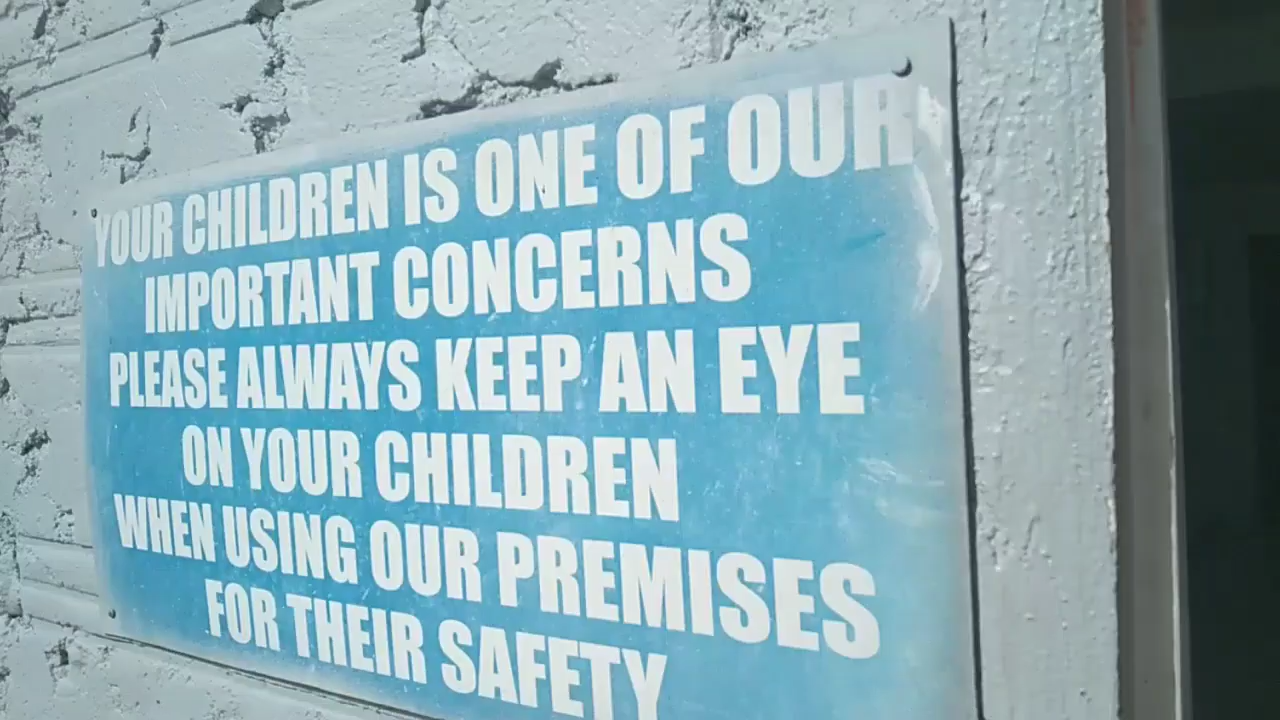 YOUR CHILDREN IS ONE OF OUR
IMPORTANT CONCERNS
PLEASE ALWAYS KEEP AN EYE
ON YOUR CHILDREN
WHEN USING OUR PREMISES
FOR THEIR SAFETY